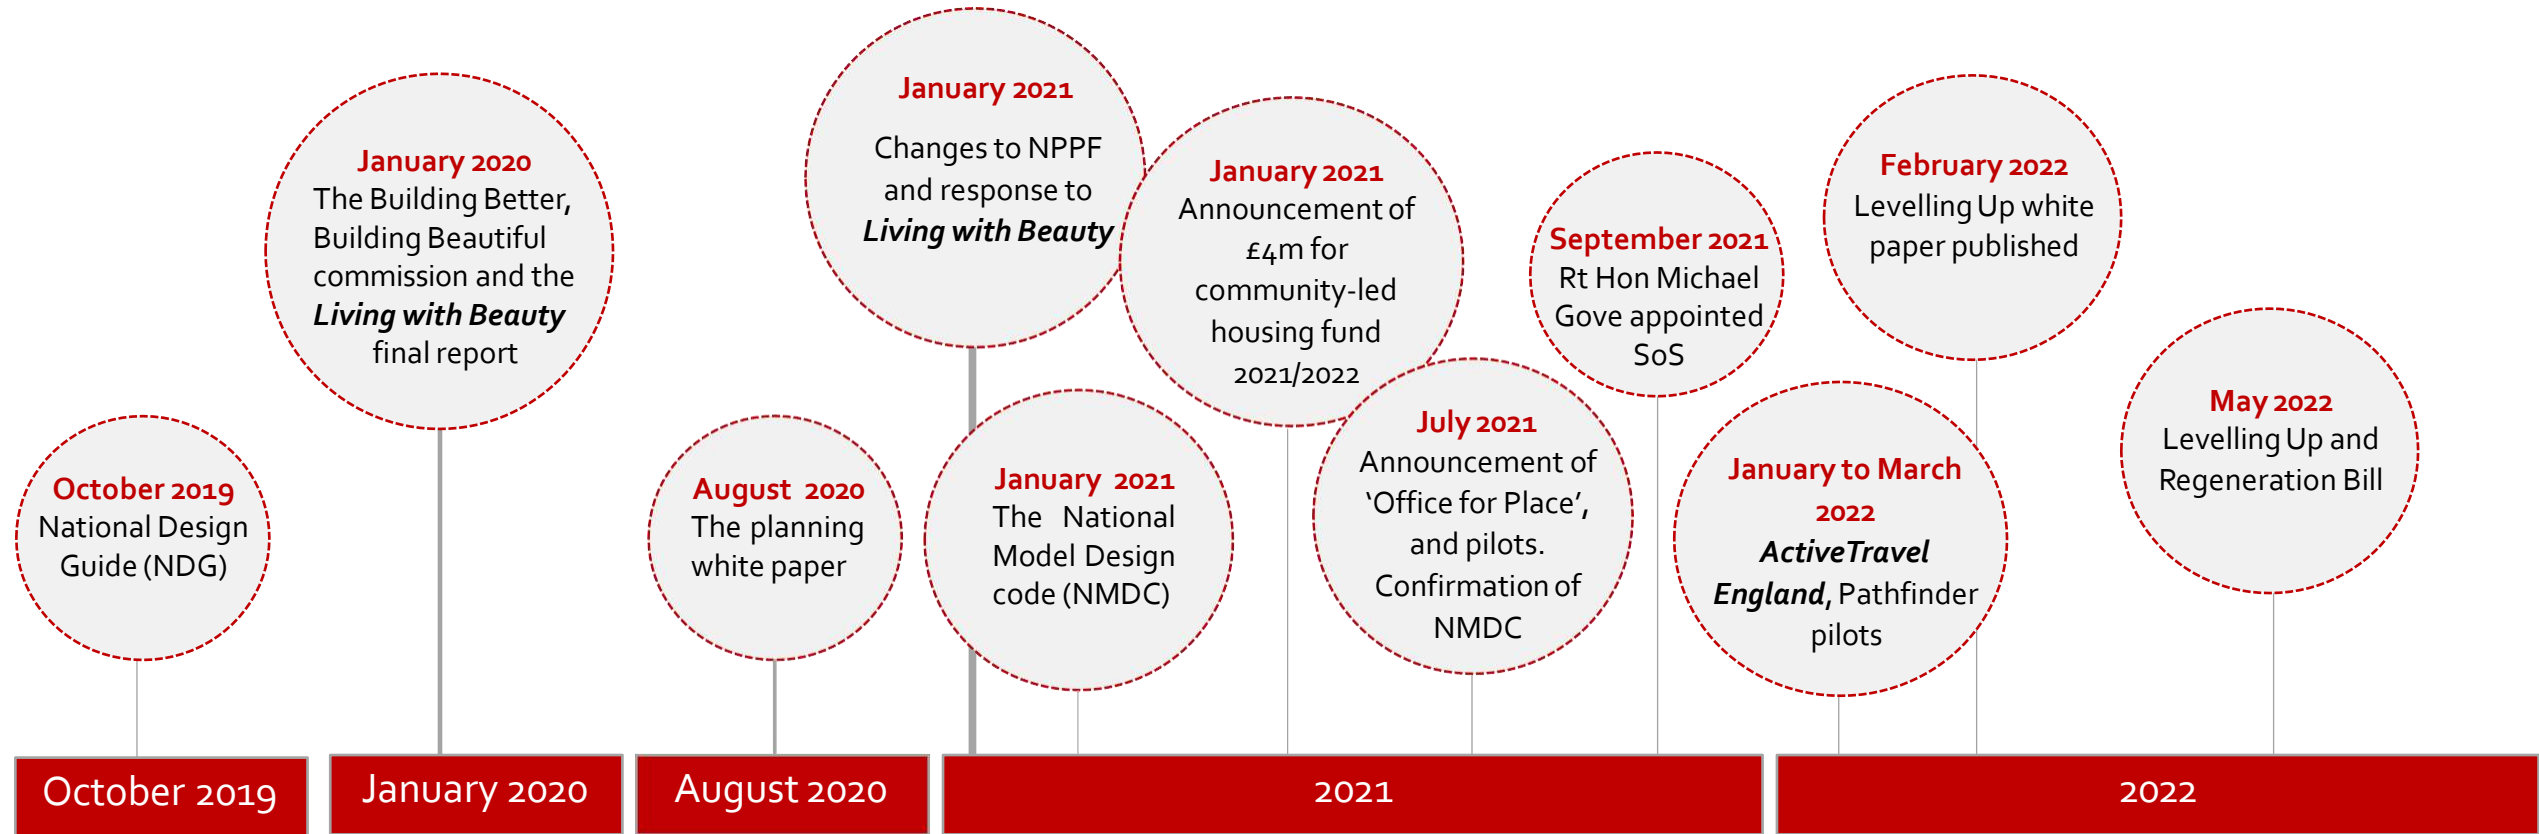 October 2019
National Design
Guide (NDG)
January 2020
The Building Better,
Building Beautiful
commission and the
Living with Beauty
final report
August 2020
The planning
white paper
January 2021
Changes to NPPF
and response to
Living with Beauty
January 2021
The National
Model Design
code (NMDC)
January 2021
Announcement of
£4m for
community-led
housing fund
2021/2022
July 2021
Announcement of
‘Office for Place’,
and pilots.
Confirmation of
NMDC
September 2021
Rt Hon Michael
Gove appointed
SoS
January to March
2022
ActiveTravel
England, Pathfinder
pilots
February 2022
Levelling Up white
paper published
May 2022
Levelling Up and
Regeneration Bill
October 2019
January 2020
August 2020
2021
2022